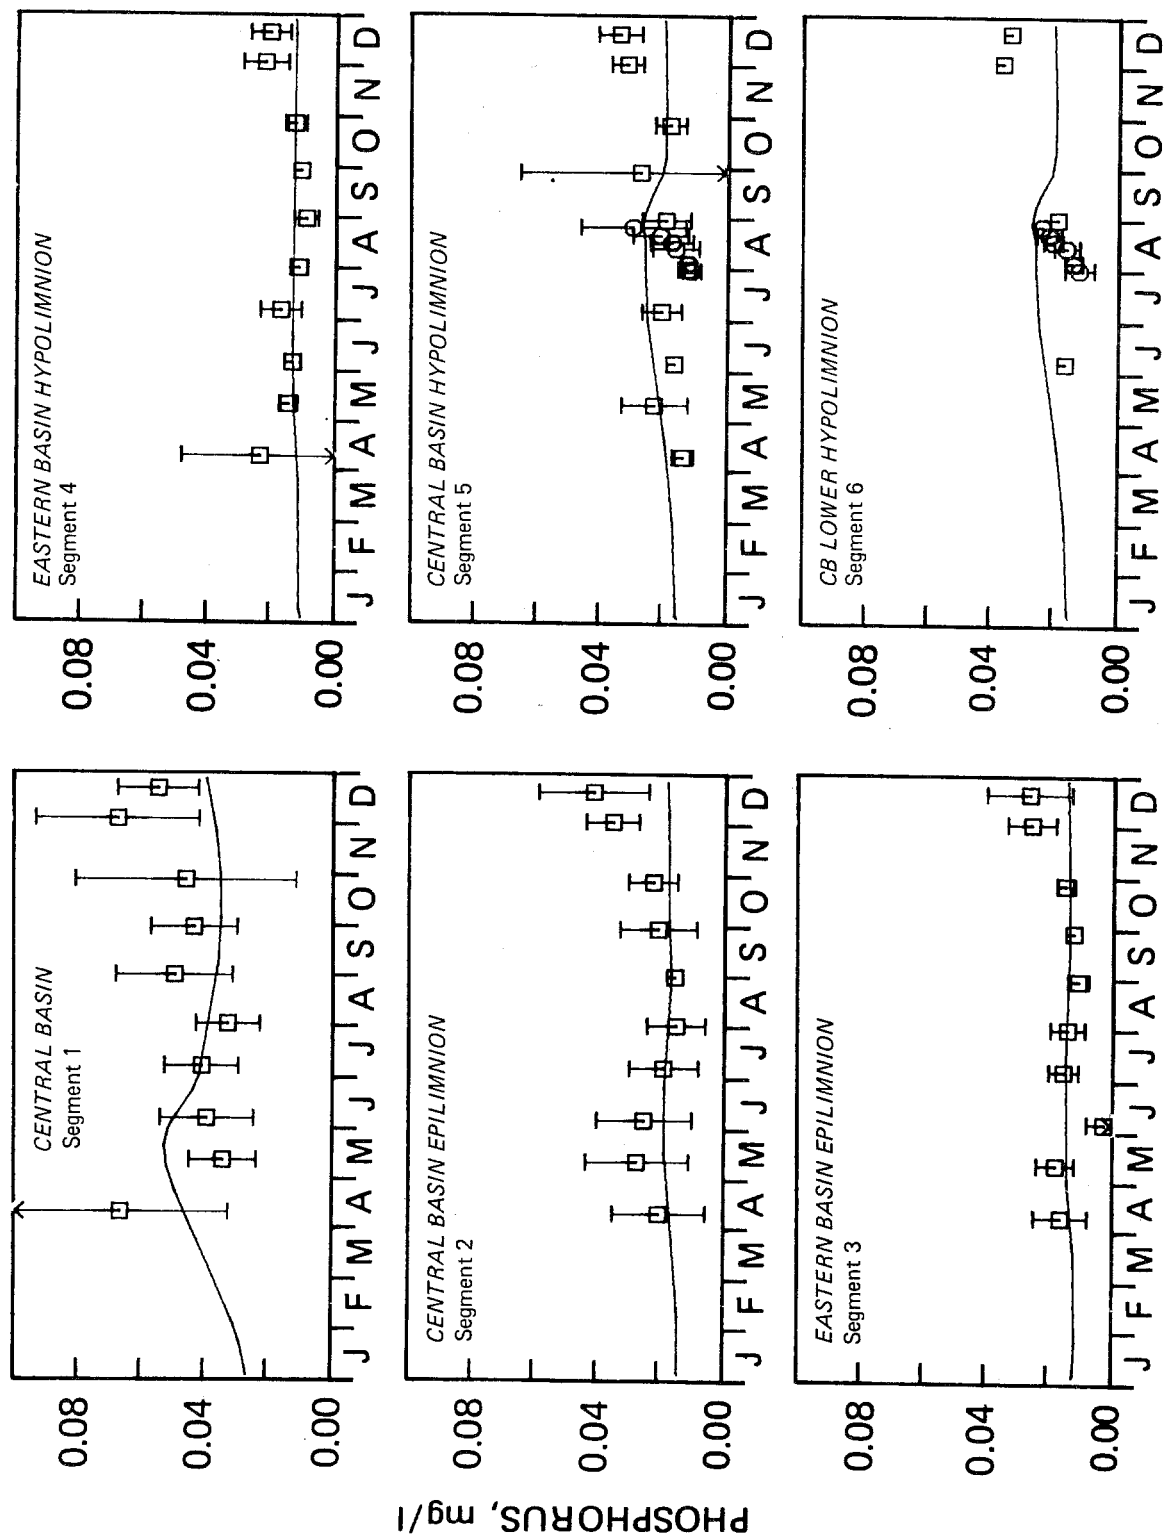 PHOSPHORUS, mg/l
CENTRAL BASIN
Segment 1
0.08
0.04
0.00
J F M A M J J A S O N D
EASTERN BASIN HYPOLIMNION
Segment 4
0.08
0.04
0.00
J F M A M J J A S O N D
CENTRAL BASIN EPILIMNION
Segment 2
0.08
0.04
0.00
J F M A M J J A S O N D
CENTRAL BASIN HYPOLIMNION
Segment 5
0.08
0.04
0.00
J F M A M J J A S O N D
EASTERN BASIN EPILIMNION
Segment 3
0.08
0.04
0.00
J F M A M J J A S O N D
CB LOWER HYPOLIMNION
Segment 6
0.08
0.04
0.00
J F M A M J J A S O N D